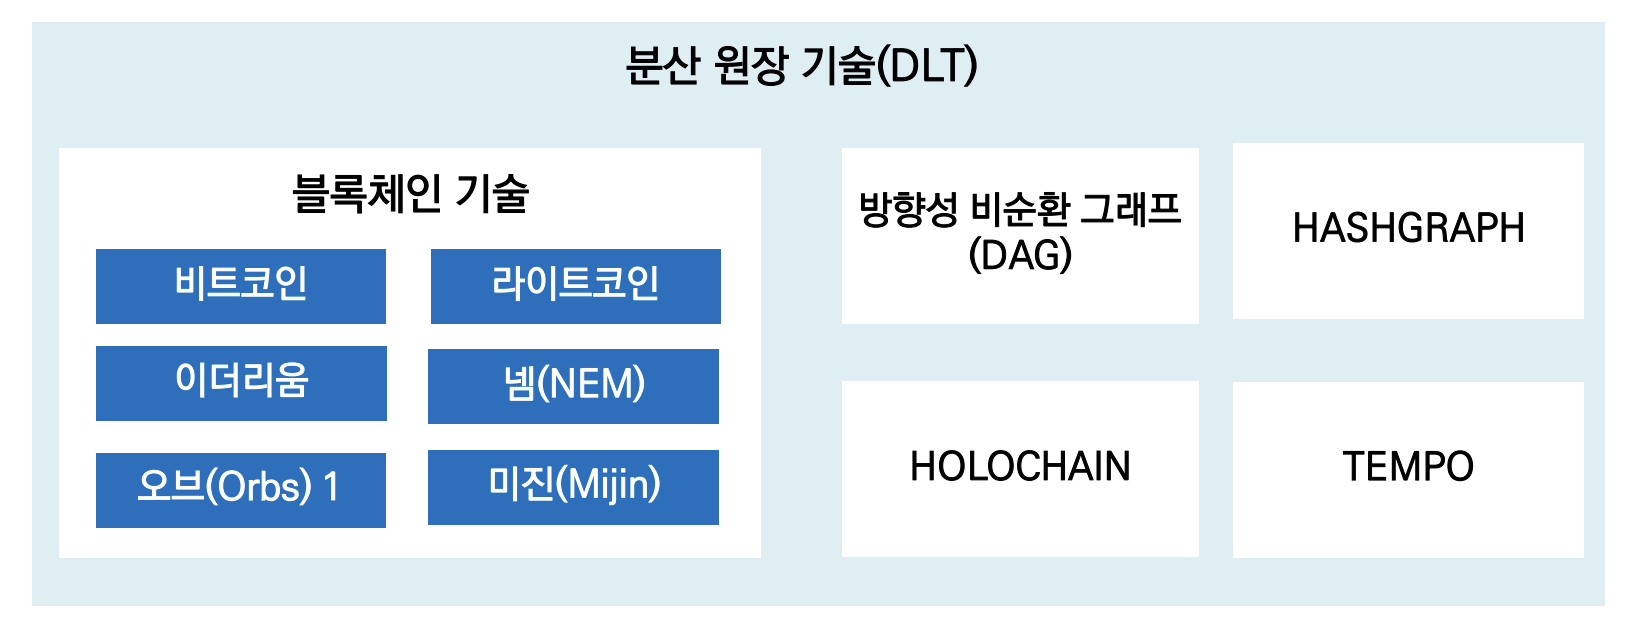 분산 원장 기술(DLT)
블록체인 기술
비트코인
라이트코인
이더리움
넴(NEM)
오브(Orbs) 1
미진(Mijin)
방향성 비순환 그래프
(DAG)
HASHGRAPH
HOLOCHAIN
TEMPO